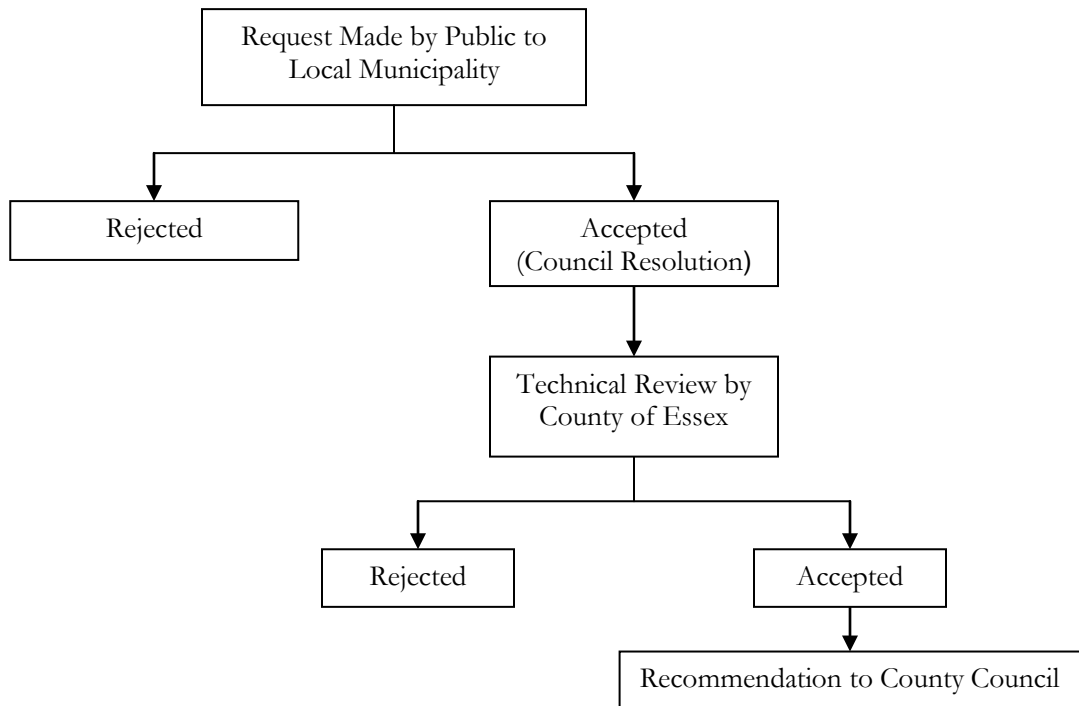 Request Made by Public to
Local Municipality
Rejected
Accepted
(Council Resolution)
Technical Review by
County of Essex
Rejected
Accepted
Recommendation to County Council